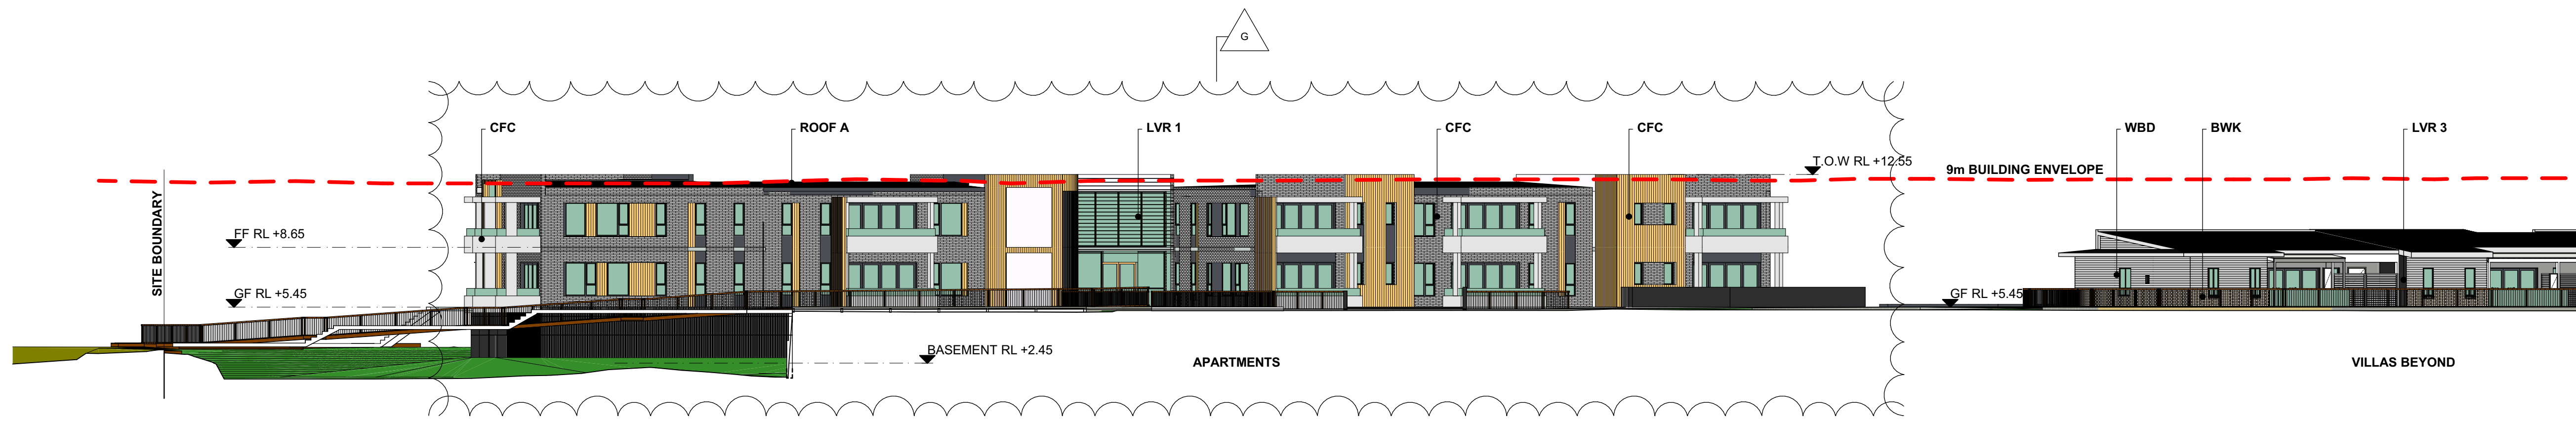 G
CFC
ROOF A
LVR 1
CFC
CFC
WBD
BWK
LVR 3
T.O.W RL +12.55
9m BUILDING ENVELOPE
SITE BOUNDARY
FF RL +8.65
GF RL +5.45
GF RL +5.45
BASEMENT RL +2.45
APARTMENTS
VILLAS BEYOND